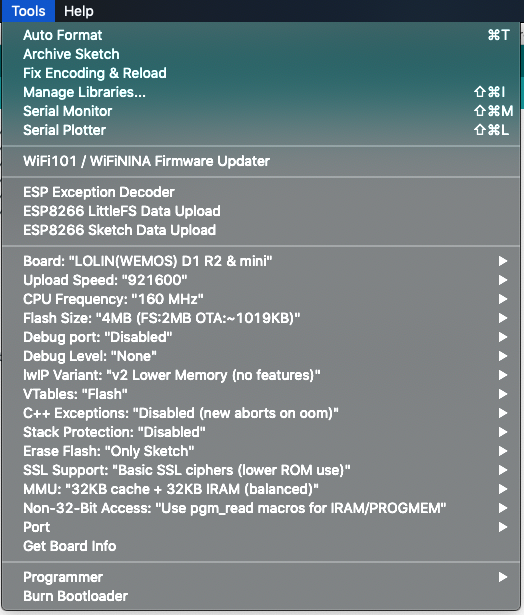 Tools Help
Auto Format ⌘T
Archive Sketch
Fix Encoding & Reload
Manage Libraries... ⇧⌘I
Serial Monitor ⇧⌘M
Serial Plotter ⇧⌘L
WiFi101 / WiFiNINA Firmware Updater
ESP Exception Decoder
ESP8266 LittleFS Data Upload
ESP8266 Sketch Data Upload
Board: "LOLIN(WEMOS) D1 R2 & mini"
Upload Speed: "921600"
CPU Frequency: "160 MHz"
Flash Size: "4MB (FS:2MB OTA:~1019KB)"
Debug port: "Disabled"
Debug Level: "None"
lwIP Variant: "v2 Lower Memory (no features)"
VTables: "Flash"
C++ Exceptions: "Disabled (new aborts on oom)"
Stack Protection: "Disabled"
Erase Flash: "Only Sketch"
SSL Support: "Basic SSL ciphers (lower ROM use)"
MMU: "32KB cache + 32KB IRAM (balanced)"
Non-32-Bit Access: "Use pgm_read macros for IRAM/PROGMEM"
Port
Get Board Info
Programmer
Burn Bootloader